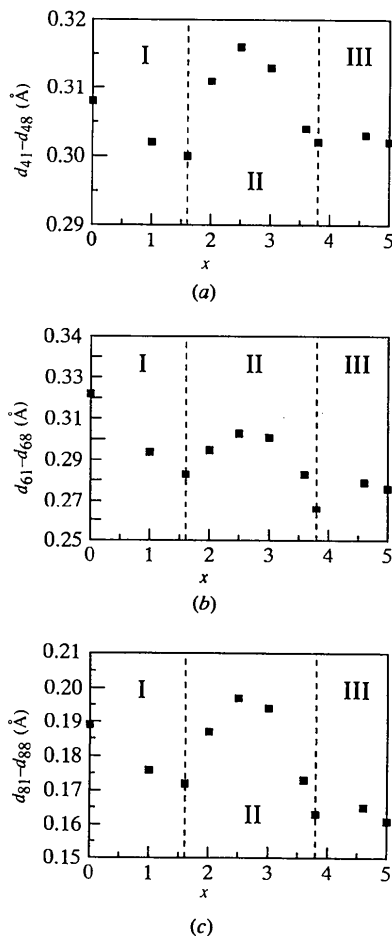 0.32
0.31
0.30
0.29
d41–d48 (Å)
I
II
III
0 1 2 3 4 5
x
(a)
0.34
0.33
0.31
0.29
0.27
0.25
d61–d68 (Å)
I
II
III
0 1 2 3 4 5
x
(b)
0.21
0.20
0.19
0.18
0.17
0.16
0.15
d81–d88 (Å)
I
II
III
0 1 2 3 4 5
x
(c)